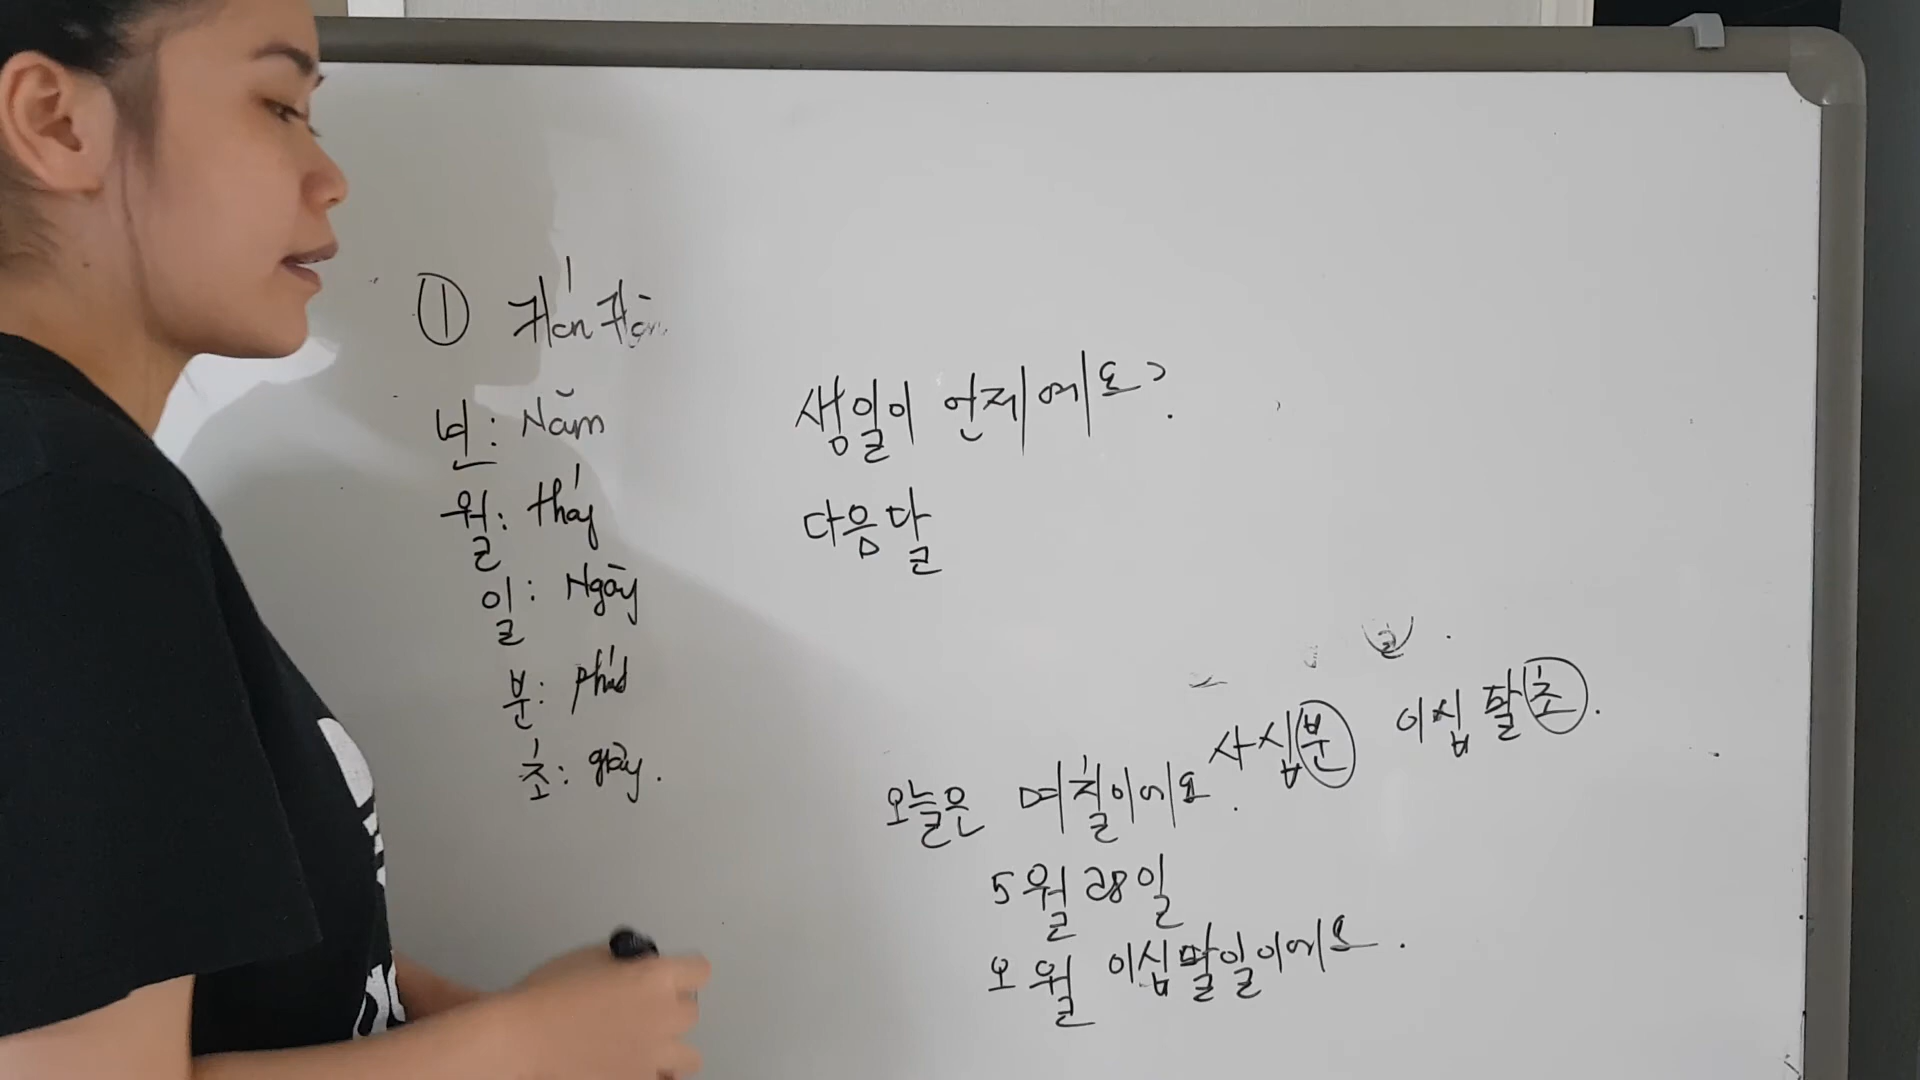 ① Hán Hàn
년: Năm
월: tháy
일: Ngày
분: phút
초: giây.
생일이 언제예요?
다음달
사십분 이십팔초.
오늘은 며칠이에요.
5월 28일
오 월 이십팔일이에요.